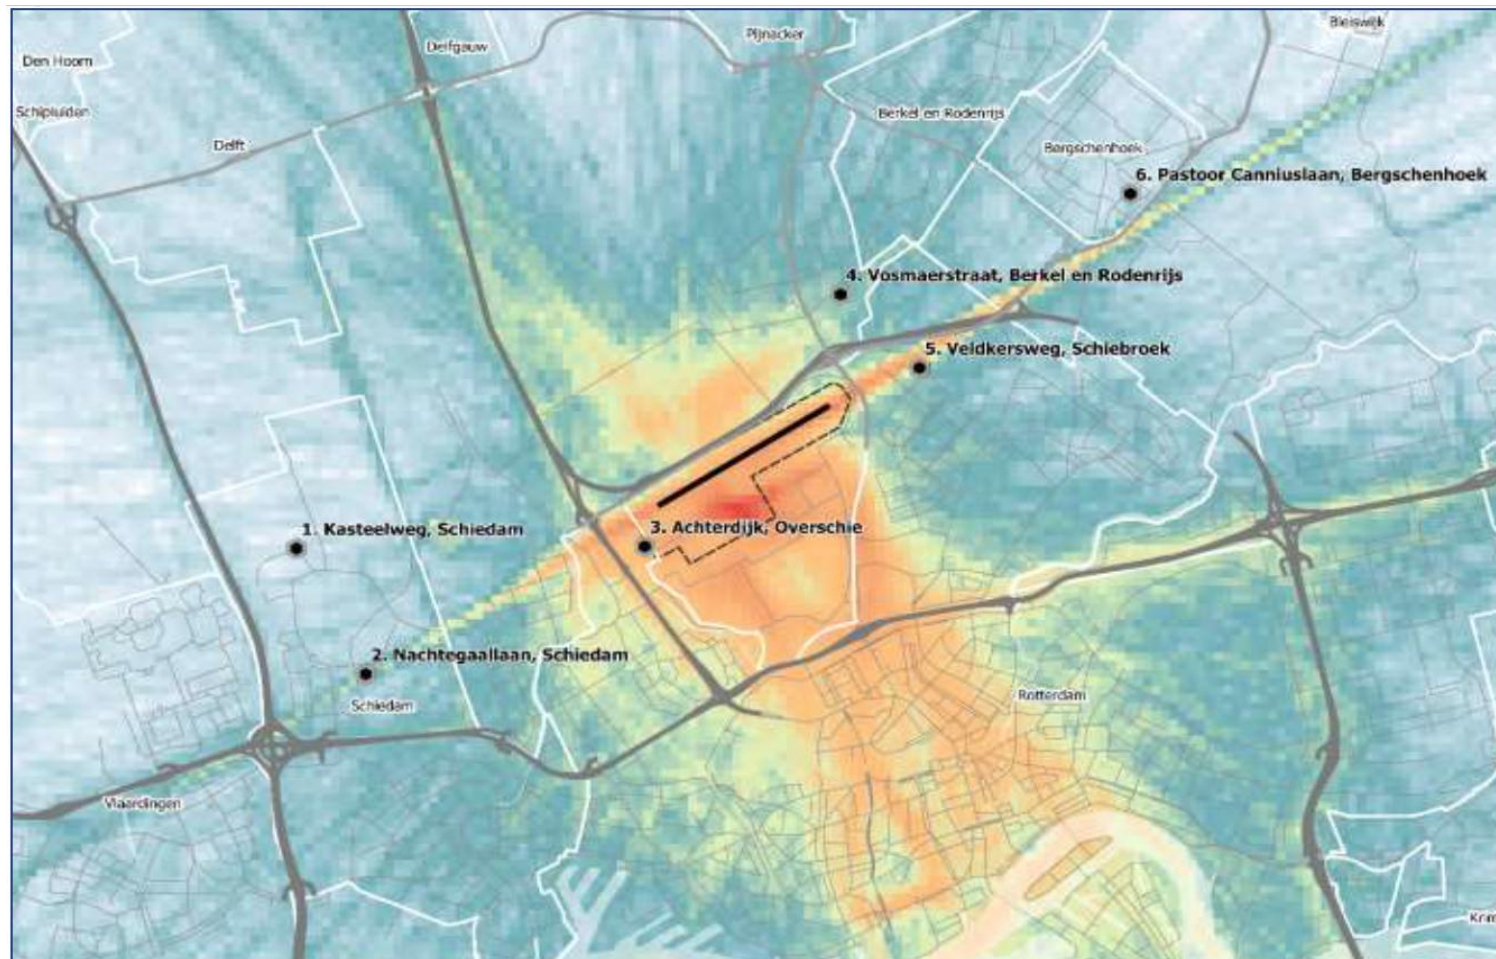 Bleiswijk
Pijnacker
Delfgauw
Den Hoorn
Schipluiden
Berkel en Rodenrijs
Delft
Bergschenhoek
6. Pastoor Canniuslaan, Bergschenhoek
4. Vosmaerstraat, Berkel en Rodenrijs
5. Veldkersweg, Schiebroek
1. Kasteelweg, Schiedam
3. Achterdijk, Overschie
2. Nachtegaallaan, Schiedam
Rotterdam
Schiedam
Vlaardingen
Krim